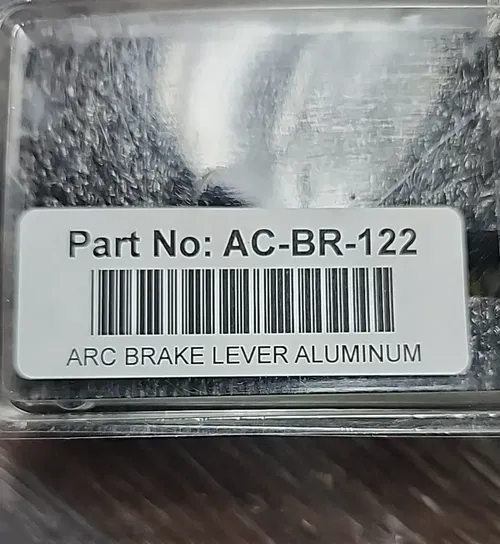 Part No: AC-BR-122
ARC BRAKE LEVER ALUMINUM